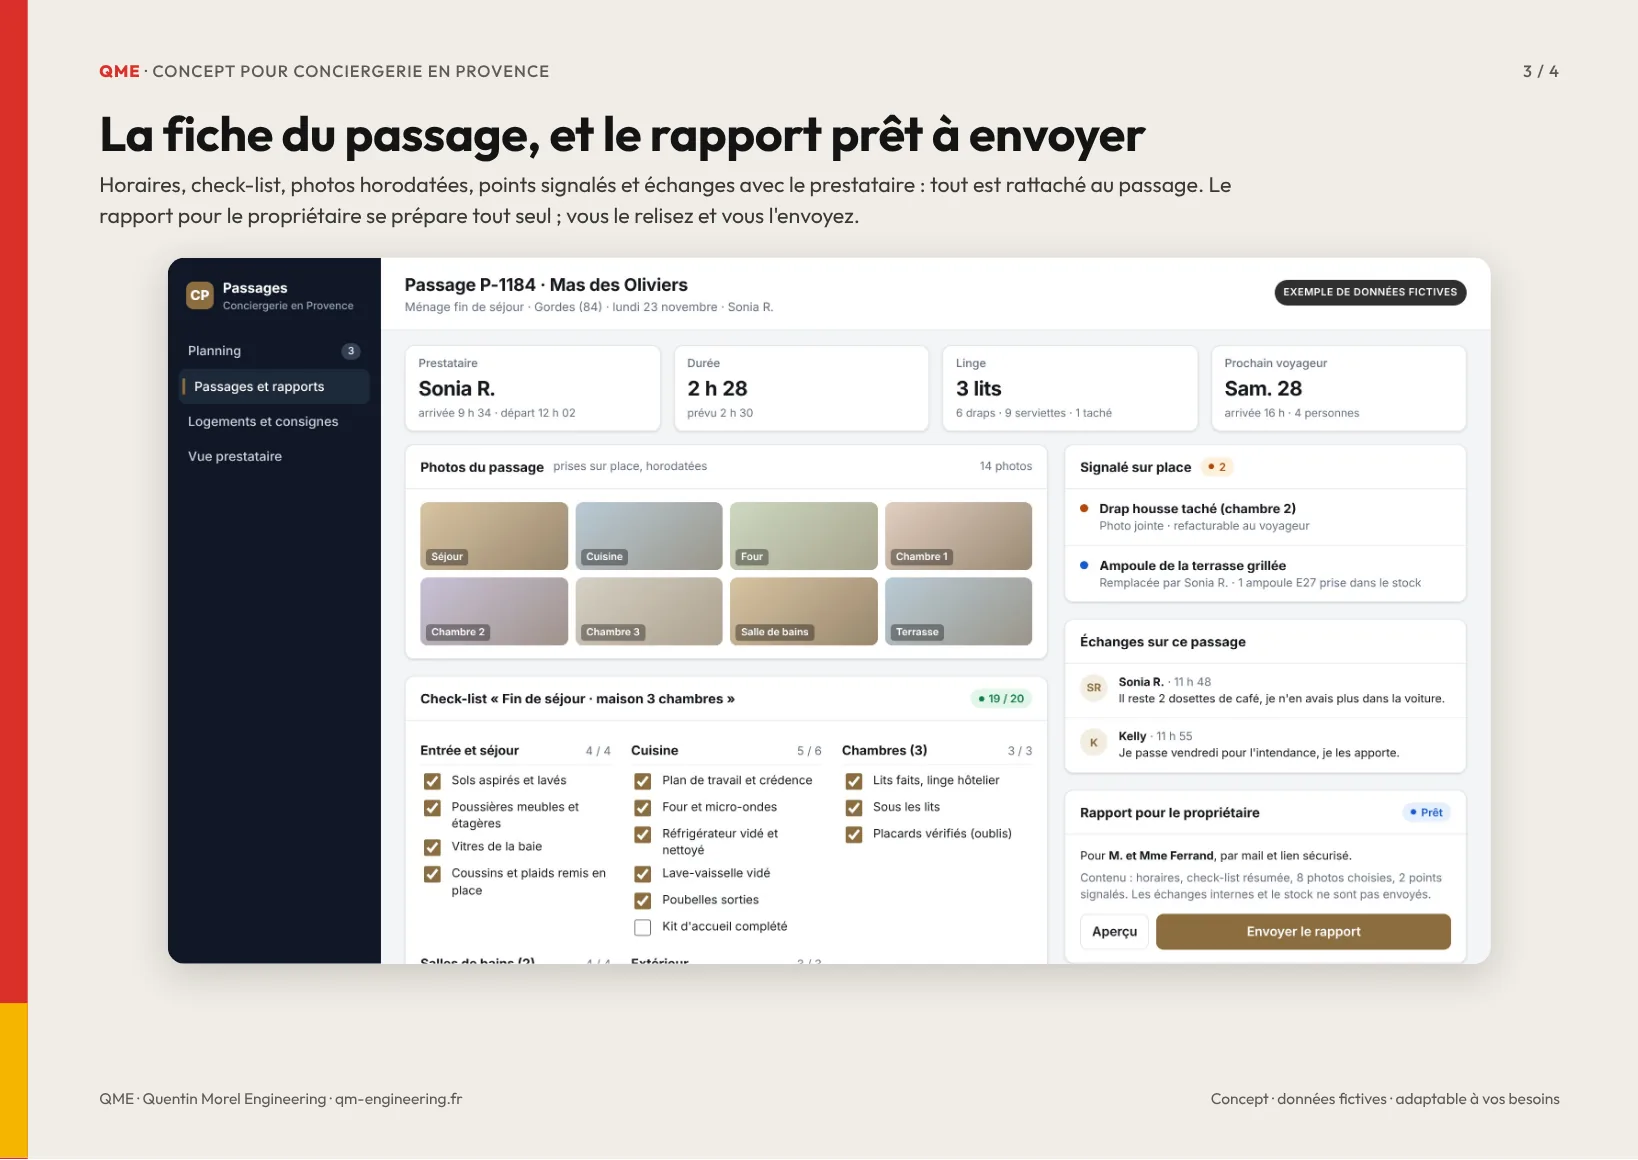 QME · CONCEPT POUR CONCIERGERIE EN PROVENCE
3 / 4
La fiche du passage, et le rapport prêt à envoyer
Horaires, check-list, photos horodatées, points signalés et échanges avec le prestataire : tout est rattaché au passage. Le
rapport pour le propriétaire se prépare tout seul ; vous le relisez et vous l'envoyez.
CP
Passages
Conciergerie en Provence
Planning
3
Passages et rapports
Logements et consignes
Vue prestataire
Passage P-1184 · Mas des Oliviers
Ménage fin de séjour · Gordes (84) · lundi 23 novembre · Sonia R.
EXEMPLE DE DONNÉES FICTIVES
Prestataire
Sonia R.
arrivée 9 h 34 · départ 12 h 02
Durée
2 h 28
prévu 2 h 30
Linge
3 lits
6 draps · 9 serviettes · 1 taché
Prochain voyageur
Sam. 28
arrivée 16 h · 4 personnes
Photos du passage prises sur place, horodatées
14 photos
Séjour
Cuisine
Four
Chambre 1
Chambre 2
Chambre 3
Salle de bains
Terrasse
Check-list « Fin de séjour · maison 3 chambres »
19 / 20
Entrée et séjour 4 / 4
Sols aspirés et lavés
Poussières meubles et
étagères
Vitres de la baie
Coussins et plaids remis en
place
Cuisine 5 / 6
Plan de travail et crédence
Four et micro-ondes
Réfrigérateur vidé et
nettoyé
Lave-vaisselle vidé
Poubelles sorties
Kit d'accueil complété
Chambres (3) 3 / 3
Lits faits, linge hôtelier
Sous les lits
Placards vérifiés (oublis)
Salles de bains (2) 4 / 4
Extérieur 3 / 3
Signalé sur place
2
Drap housse taché (chambre 2)
Photo jointe · refacturable au voyageur
Ampoule de la terrasse grillée
Remplacée par Sonia R. · 1 ampoule E27 prise dans le stock
Échanges sur ce passage
SR
Sonia R. · 11 h 48
Il reste 2 dosettes de café, je n'en avais plus dans la voiture.
K
Kelly · 11 h 55
Je passe vendredi pour l'intendance, je les apporte.
Rapport pour le propriétaire
Prêt
Pour M. et Mme Ferrand, par mail et lien sécurisé.
Contenu : horaires, check-list résumée, 8 photos choisies, 2 points
signalés. Les échanges internes et le stock ne sont pas envoyés.
Aperçu
Envoyer le rapport
QME · Quentin Morel Engineering · qm-engineering.fr
Concept · données fictives · adaptable à vos besoins